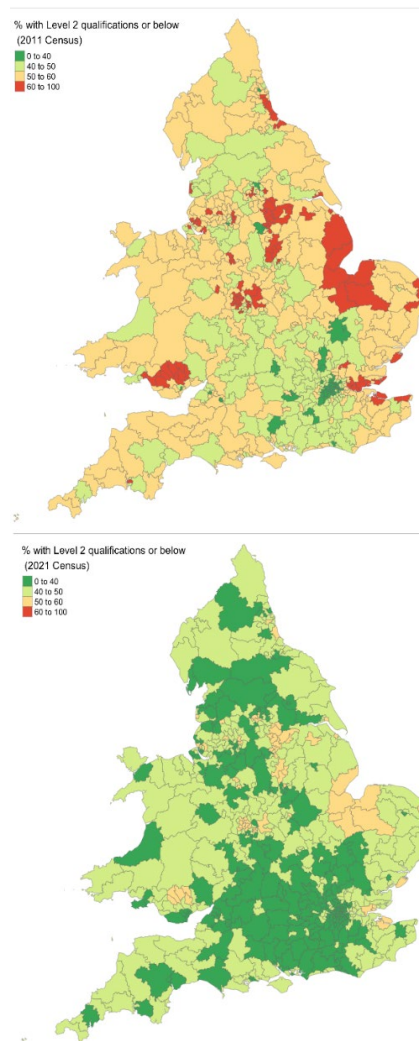 % with Level 2 qualifications or below
(2011 Census)
0 to 40
40 to 50
50 to 60
60 to 100
% with Level 2 qualifications or below
(2021 Census)
0 to 40
40 to 50
50 to 60
60 to 100